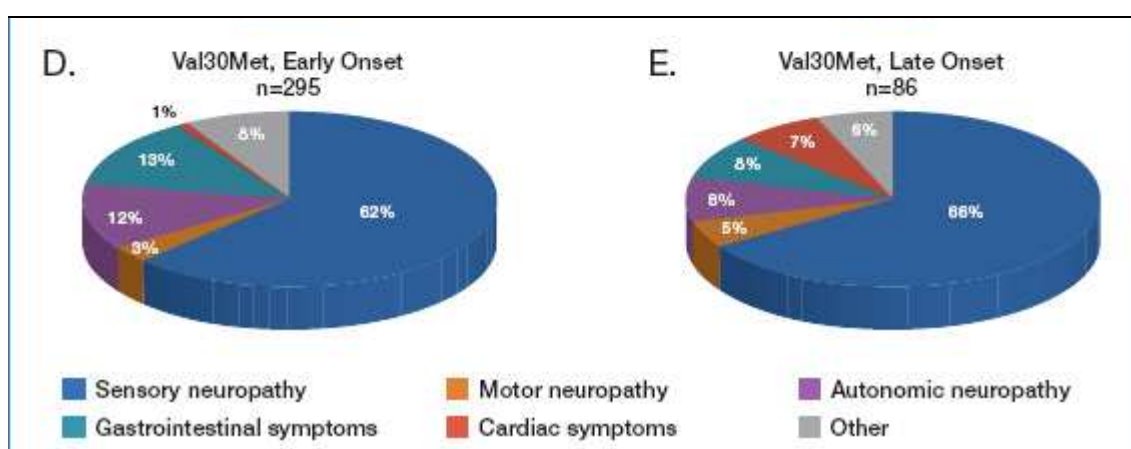 D.
Val30Met, Early Onset
n=295
1%
8%
13%
12%
3%
62%
E.
Val30Met, Late Onset
n=86
6%
7%
8%
8%
5%
66%
Sensory neuropathy
Motor neuropathy
Autonomic neuropathy
Gastrointestinal symptoms
Cardiac symptoms
Other